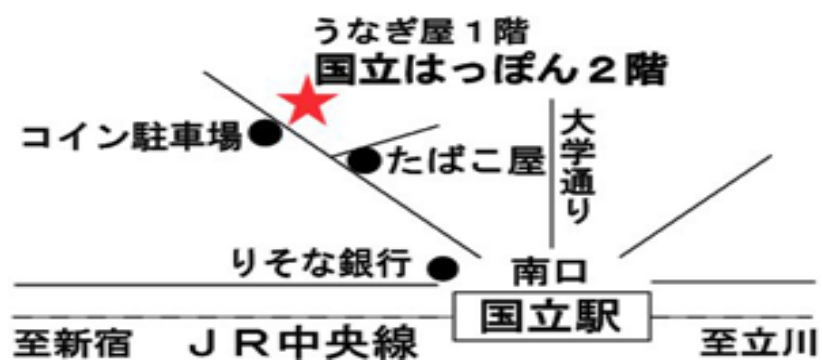 うなぎ屋1階
国立はっぽん2階
コイン駐車場
たばこ屋
大学通り
りそな銀行
南口
国立駅
至新宿
JR中央線
至立川